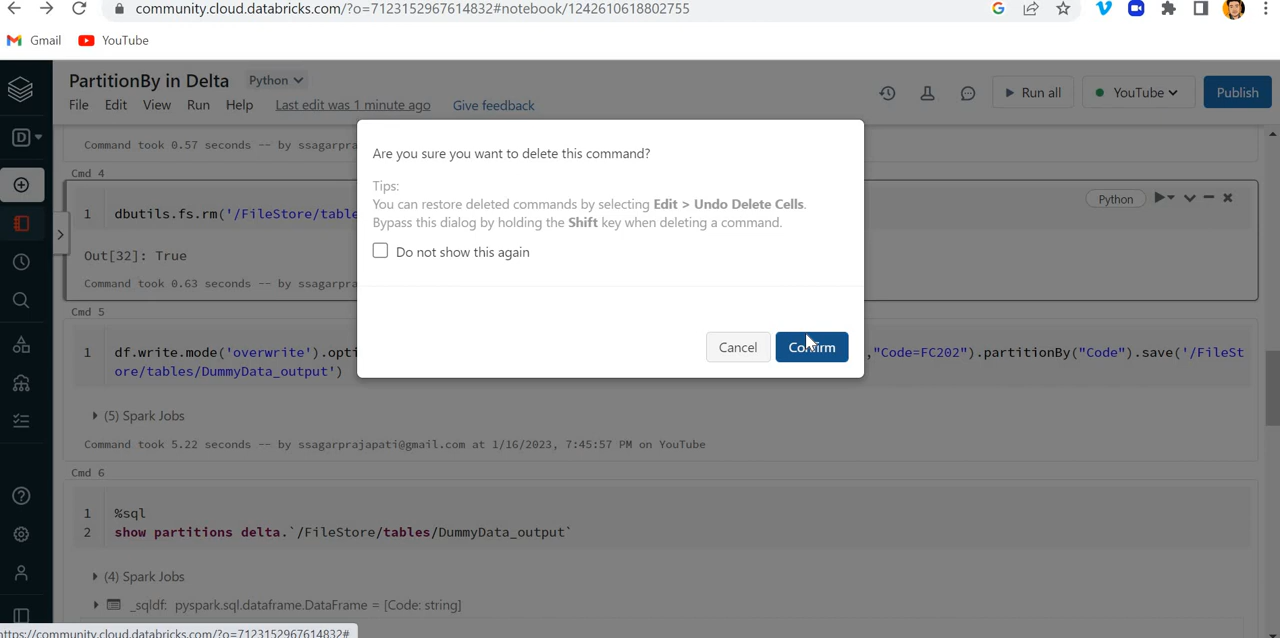 community.cloud.databricks.com/?o=7123152967614832#notebook/1242610618802755
Gmail YouTube
PartitionBy in Delta Python
File Edit View Run Help Last edit was 1 minute ago Give feedback
Run all YouTube Publish
D
Command took 0.57 seconds -- by ssagarprap
Cmd 4
1 dbutils.fs.rm('/FileStore/table
Python
Out[32]: True
Command took 0.63 seconds -- by ssagarpra
Are you sure you want to delete this command?
Tips:
You can restore deleted commands by selecting Edit > Undo Delete Cells.
Bypass this dialog by holding the Shift key when deleting a command.
Do not show this again
Cancel Confirm
Cmd 5
1 df.write.mode('overwrite').opti ,"Code=FC202").partitionBy("Code").save('/FileSt
ore/tables/DummyData_output')
(5) Spark Jobs
Command took 5.22 seconds -- by ssagarprajapati@gmail.com at 1/16/2023, 7:45:57 PM on YouTube
Cmd 6
1 %sql
2 show partitions delta.`/FileStore/tables/DummyData_output`
(4) Spark Jobs
_sqldf: pyspark.sql.dataframe.DataFrame = [Code: string]
https://community.cloud.databricks.com/?o=7123152967614832#